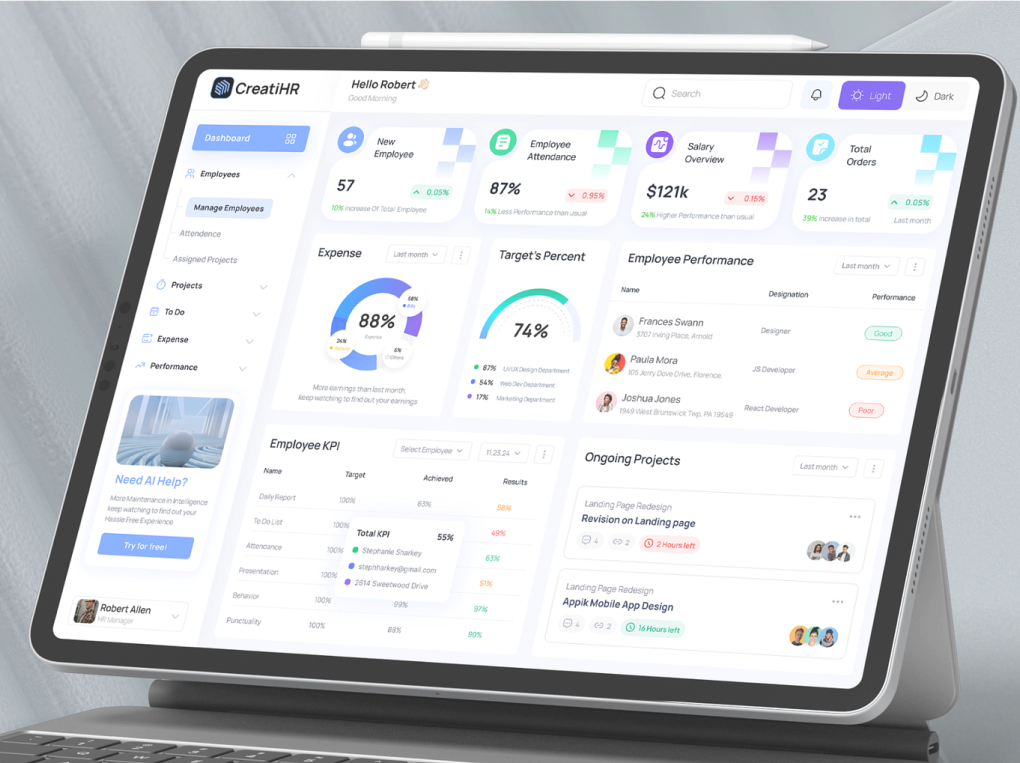 CreatiHR
Hello Robert 👋
Good Morning
Search
Light
Dark
Dashboard
Employees
Manage Employees
Attendence
Assigned Projects
Projects
To Do
Expense
Performance
Need AI Help?
More Maintenance in Intelligence
keep watching to find out your
Hassle Free Experience
Try for free!
Robert Allen
HR Manager
New
Employee
57
0.05%
10% increase Of Total Employee
Employee
Attendance
87%
0.95%
14% Less Performance than usual
Salary
Overview
$121k
0.15%
24% Higher Performance than usual
Total
Orders
23
0.05%
39% increase in total
Last month
Expense
Last month
58%
88%
Expense
24%
5%
More earnings than last month,
keep watching to find out your earnings
Target's Percent
74%
87% UI/UX Design Department
54% Web Dev Department
17% Marketing Department
Employee Performance
Last month
Name Designation Performance
Frances Swann
3707 Irving Place, Arnold
Designer
Good
Paula Mora
105 Jerry Dove Drive, Florence,
JS Developer
Average
Joshua Jones
1949 West Brunswick Twp, PA 19549
React Developer
Poor
Employee KPI
Select Employee
11.23.24
Name Target Achieved Results
Daily Report 100% 63% 58%
To Do List 100% 49%
Attendance 100% 63%
Presentation 100% 51%
Behavior 100% 99% 97%
Punctuality 100% 88% 90%
Total KPI 55%
Stephanie Sharkey
stephharkey@gmail.com
2814 Sweetwood Drive
Ongoing Projects
Last month
Landing Page Redesign
Revision on Landing page
4 2 2 Hours left
Landing Page Redesign
Appik Mobile App Design
4 2 16 Hours left